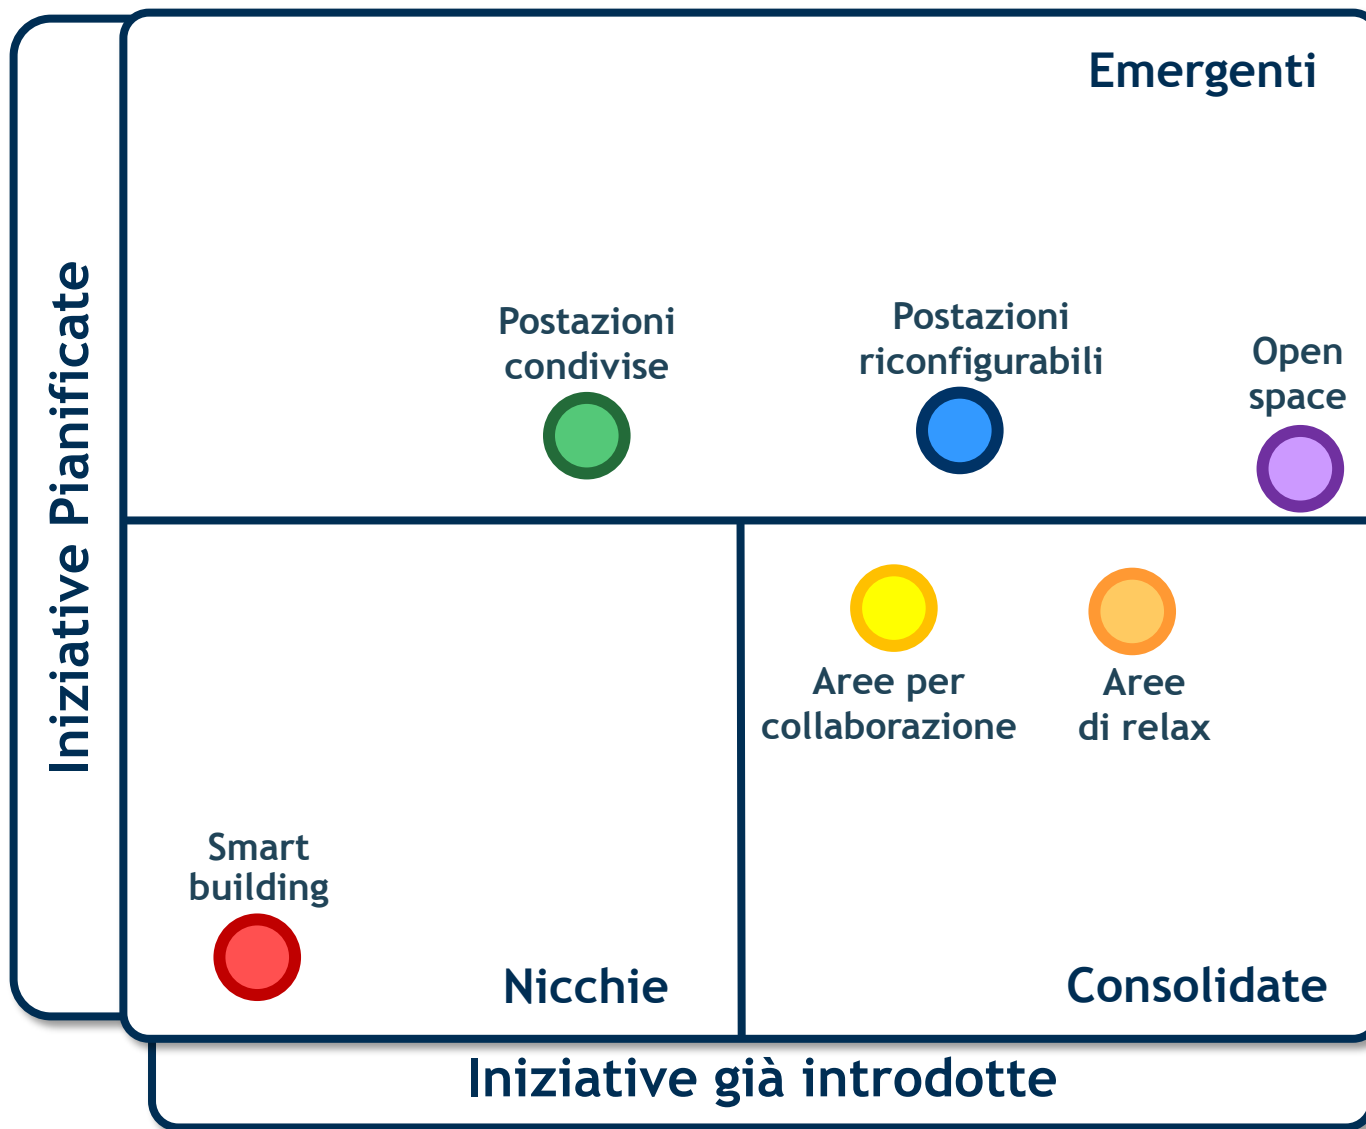 Emergenti
Iniziative Pianificate
Postazioni
condivise
Postazioni
riconfigurabili
Open
space
Aree per
collaborazione
Aree
di relax
Smart
building
Nicchie
Consolidate
Iniziative già introdotte